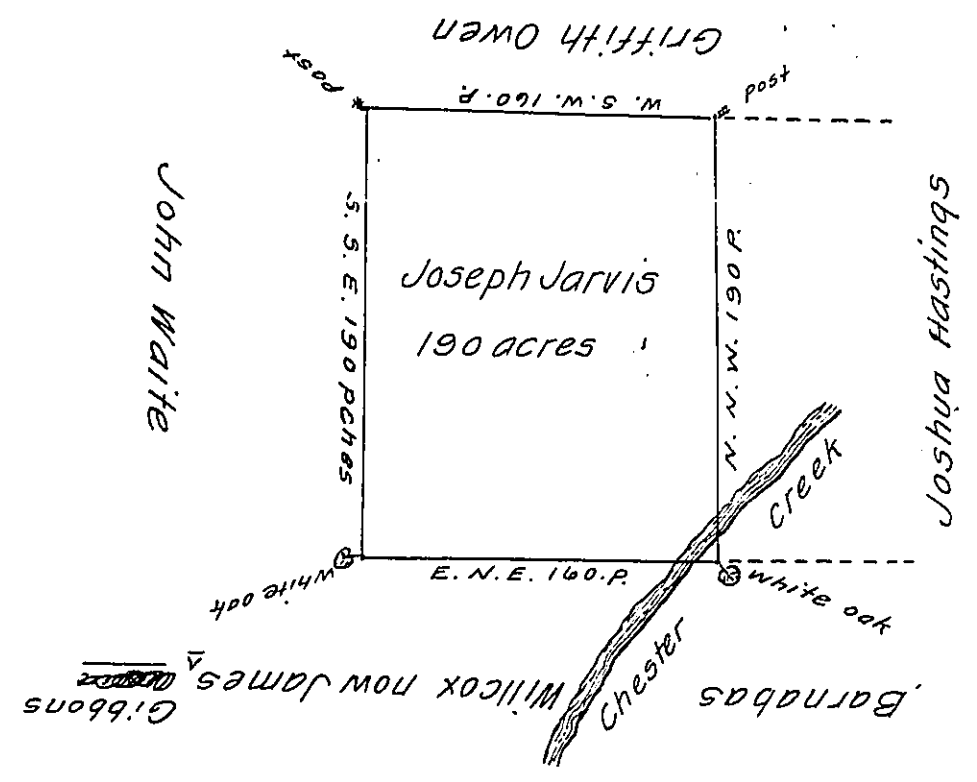 Griffith Owen
post
post
W. S. W. 160. P.
John Waite
S. S. E. 190 pches
Joseph Jarvis
190 acres
N. N. W. 190 P.
Joshua Hastings
Creek
E. N. E. 160. P.
white oak
white oak
Chester
Barnabas Willcox now James
Gibbons